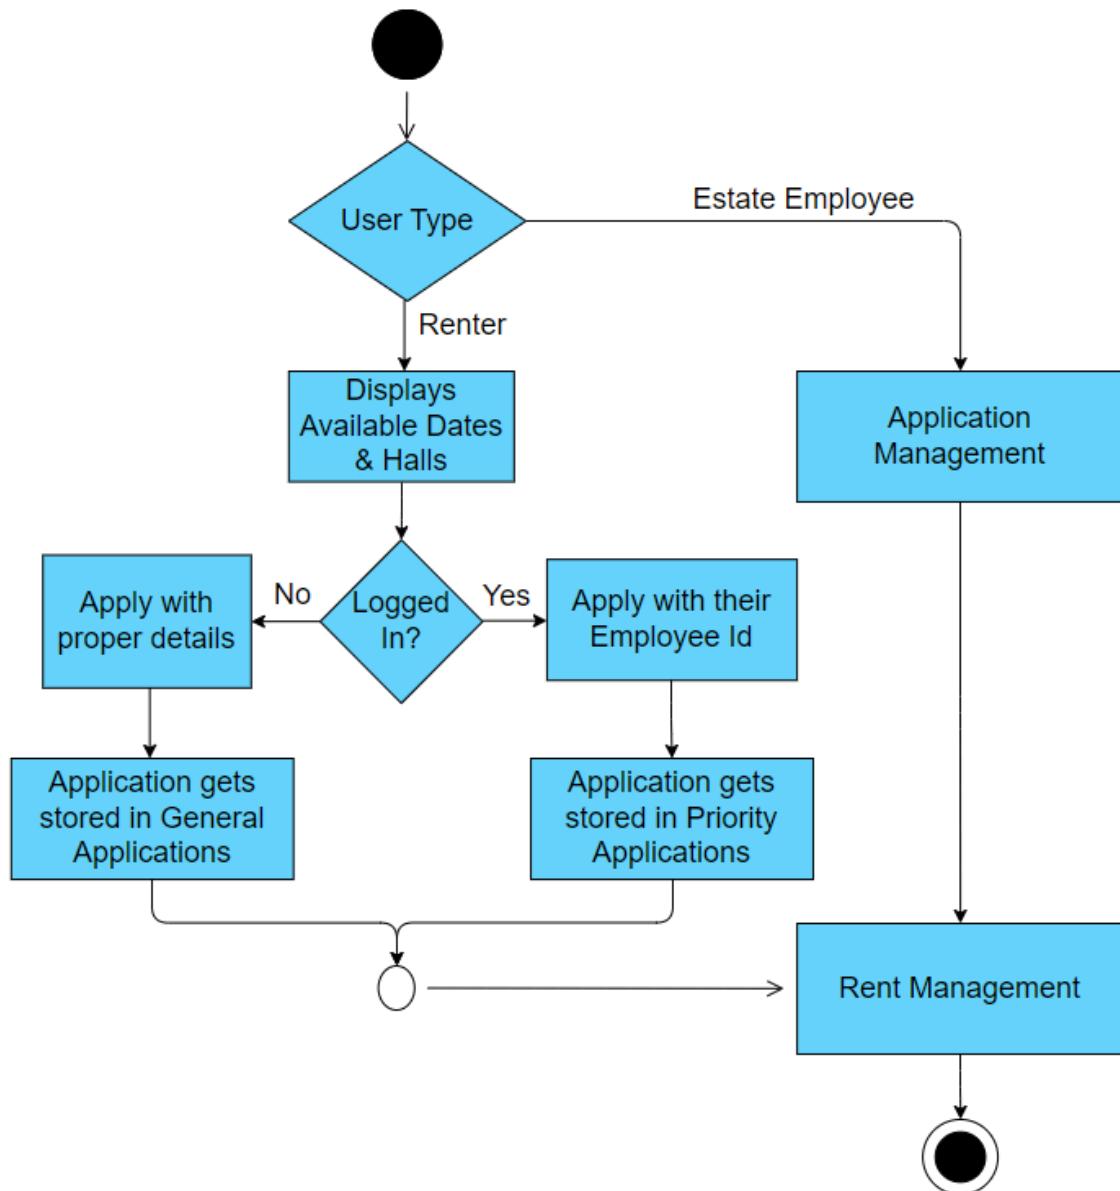 User Type
Estate Employee
Renter
Displays
Available Dates
& Halls
Application
Management
Logged
In?
No
Yes
Apply with
proper details
Apply with their
Employee Id
Application gets
stored in General
Applications
Application gets
stored in Priority
Applications
Rent Management